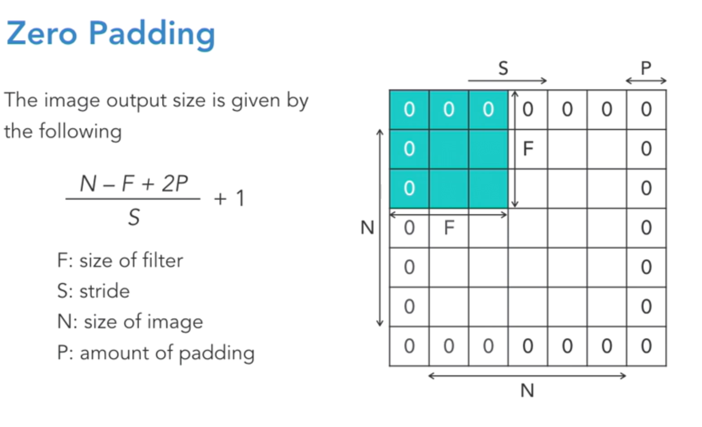 Zero Padding
The image output size is given by
the following
N – F + 2P
S
+ 1
F: size of filter
S: stride
N: size of image
P: amount of padding
S
P
0 0 0 0 0 0 0
0 F 0
0 0
N 0 F 0
0 0
0 0
0 0 0 0 0 0 0
N